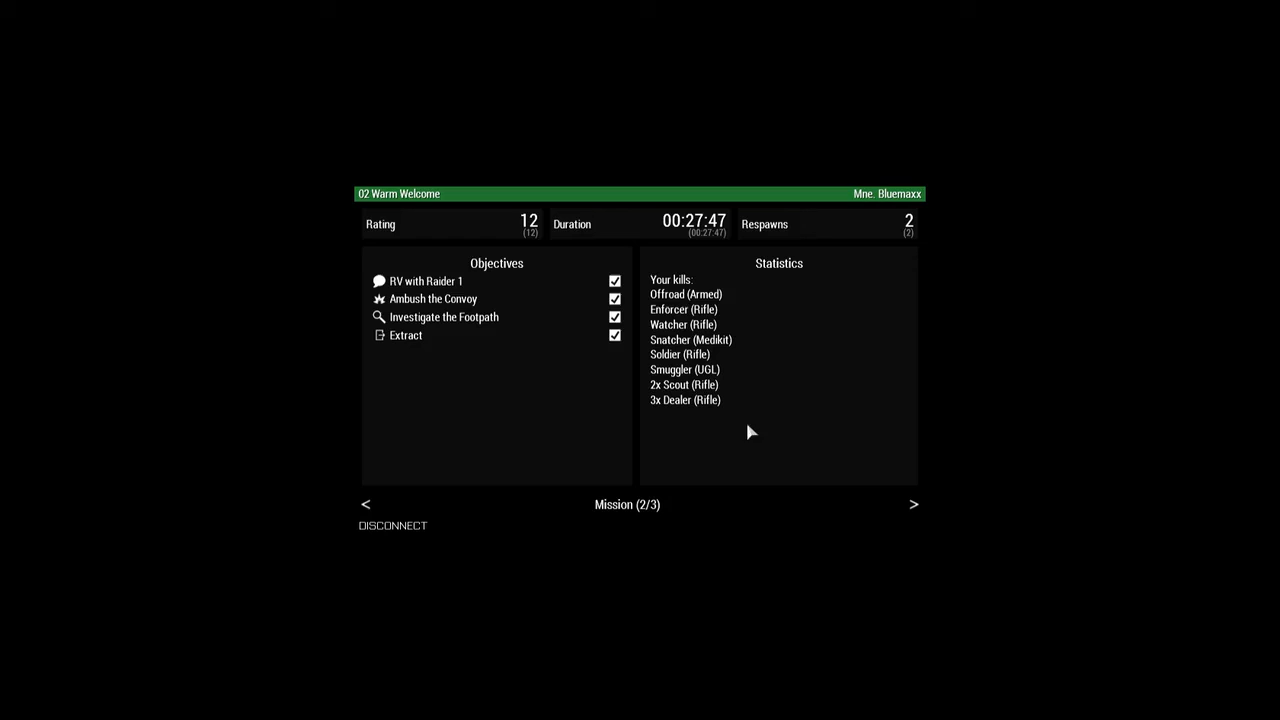 02 Warm Welcome Mne. Bluemaxx
Rating 12 (12) Duration 00:27:47 (00:27:47) Respawns 2 (2)
Objectives
RV with Raider 1
Ambush the Convoy
Investigate the Footpath
Extract
Statistics
Your kills:
Offroad (Armed)
Enforcer (Rifle)
Watcher (Rifle)
Snatcher (Medikit)
Soldier (Rifle)
Smuggler (UGL)
2x Scout (Rifle)
3x Dealer (Rifle)
< Mission (2/3) >
DISCONNECT